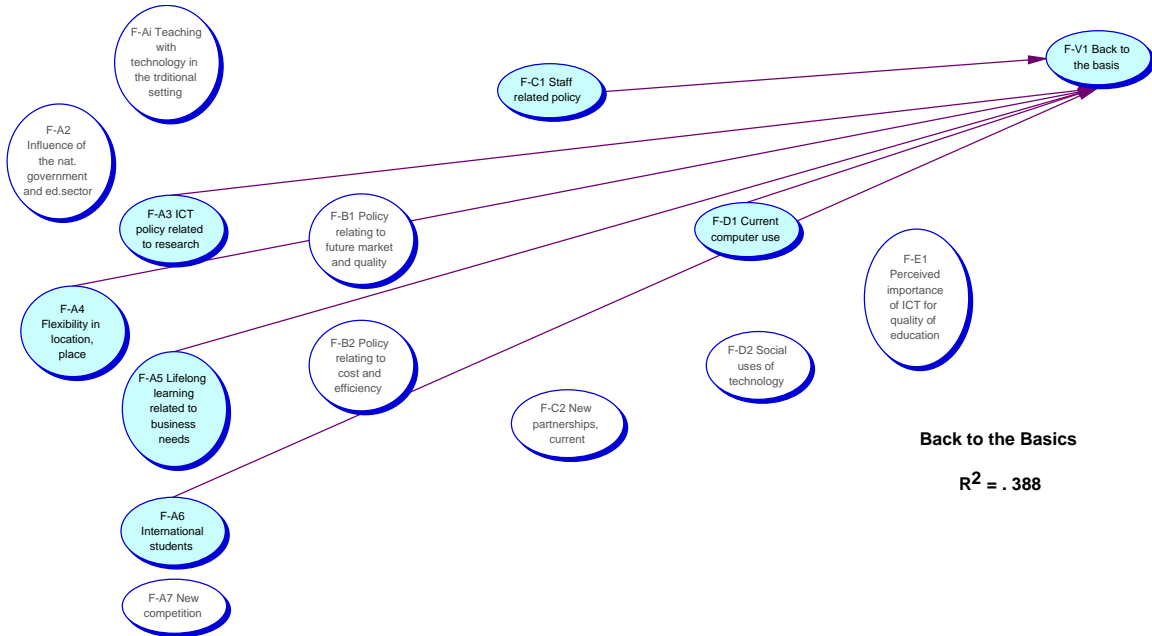 F-Ai Teaching
with
technology in
the trditional
setting
F-V1 Back to
the basis
F-C1 Staff
related policy
F-A2
Influence of
the nat.
government
and ed.sector
F-A3 ICT
policy related
to research
F-B1 Policy
relating to
future market
and quality
F-D1 Current
computer use
F-E1
Perceived
importance
of ICT for
quality of
education
F-A4
Flexibility in
location,
place
F-B2 Policy
relating to
cost and
efficiency
F-D2 Social
uses of
technology
F-A5 Lifelong
learning
related to
business
needs
F-C2 New
partnerships,
current
Back to the Basics
R² = . 388
F-A6
International
students
F-A7 New
competition